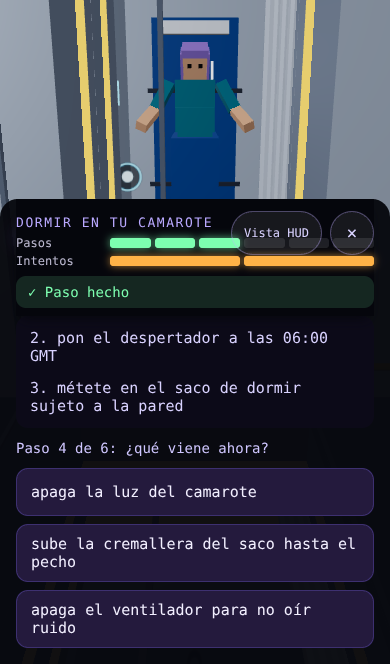 DORMIR EN TU CAMAROTE
Vista HUD
×
Pasos
Intentos
✓ Paso hecho
2. pon el despertador a las 06:00
GMT
3. métete en el saco de dormir
sujeto a la pared
Paso 4 de 6: ¿qué viene ahora?
apaga la luz del camarote
sube la cremallera del saco hasta el
pecho
apaga el ventilador para no oír
ruido